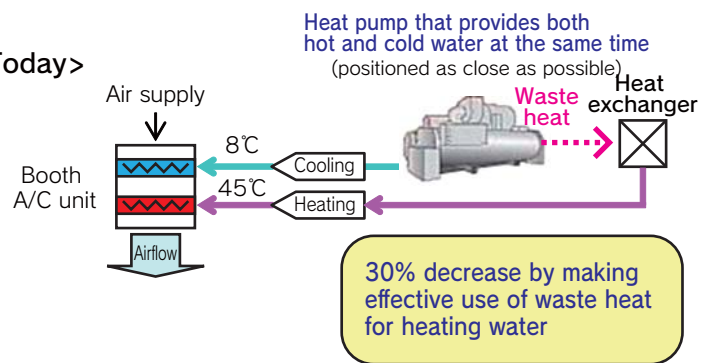 Heat pump that provides both
hot and cold water at the same time
(positioned as close as possible)
Today>
Air supply
Waste
heat
Heat
exchanger
8℃
Cooling
Booth
A/C unit
45℃
Heating
Airflow
30% decrease by making
effective use of waste heat
for heating water